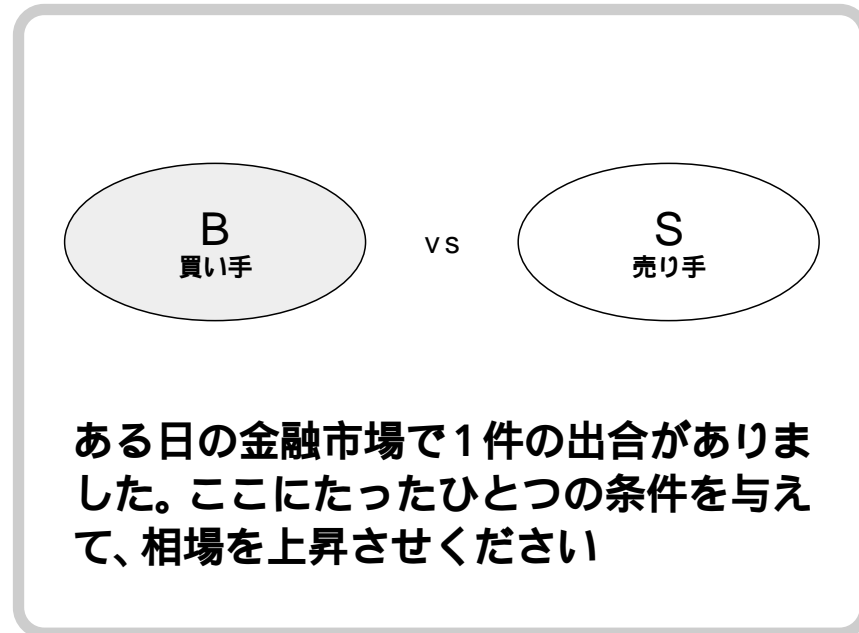 B
買い手
vs
S
売り手
ある日の金融市場で1件の出合がありま
した。ここにたったひとつの条件を与え
て、相場を上昇させください